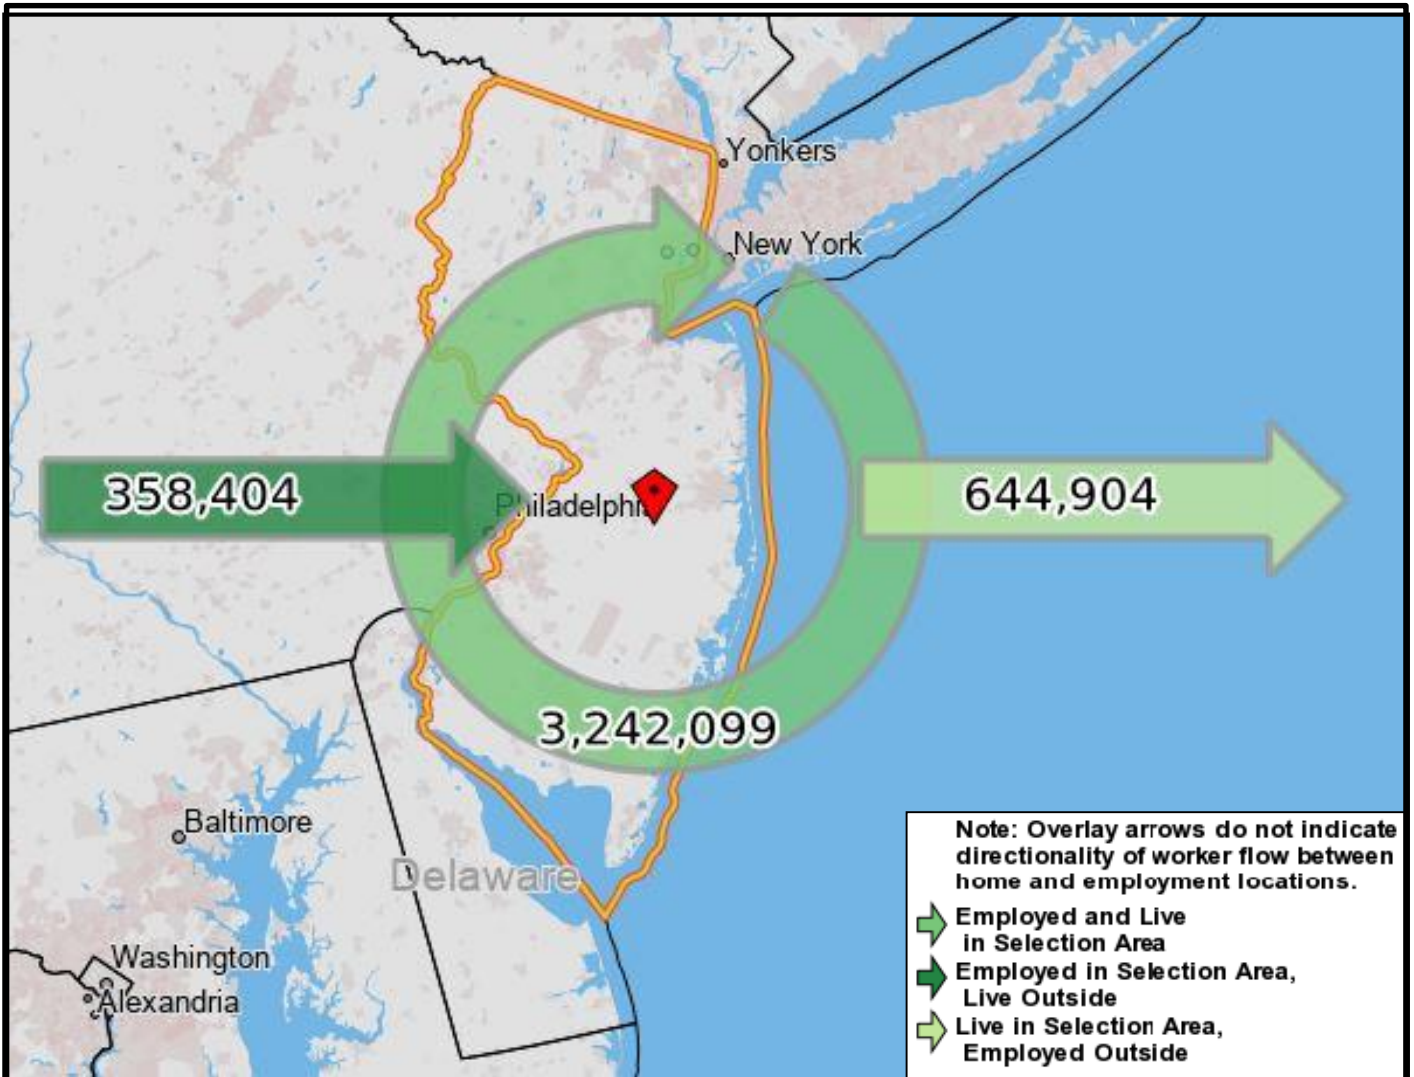 Yonkers
New York
358,404
Philadelphia
644,904
3,242,099
Baltimore
Delaware
Washington
Alexandria
Note: Overlay arrows do not indicate
directionality of worker flow between
home and employment locations.
Employed and Live
in Selection Area
Employed in Selection Area,
Live Outside
Live in Selection Area,
Employed Outside